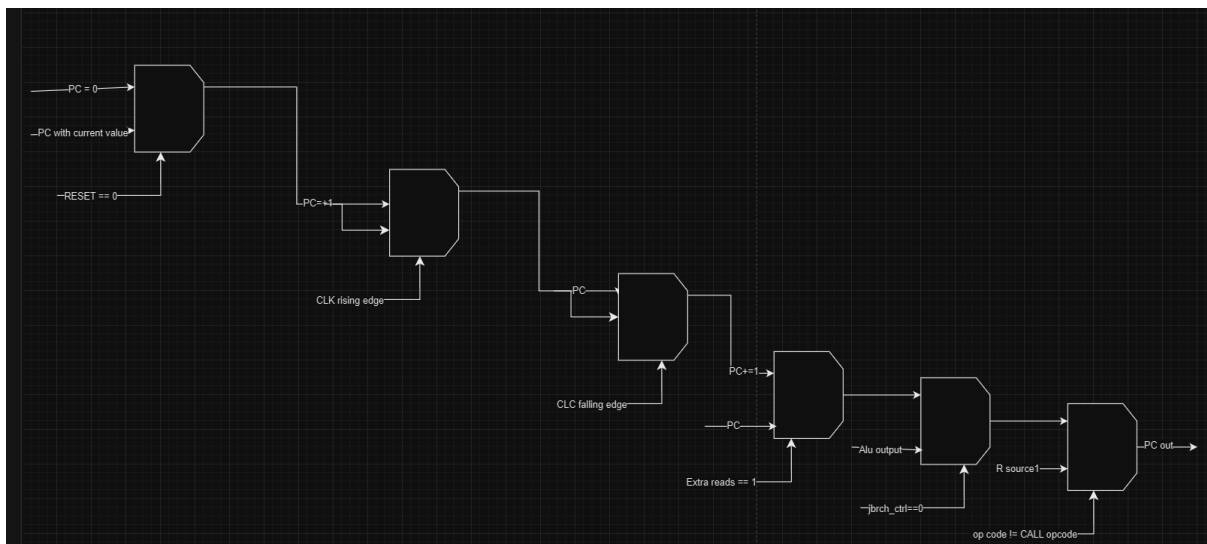 PC = 0
PC with current value
RESET == 0
PC=+1
CLK rising edge
PC
CLC falling edge
PC+=1
PC
Extra reads == 1
Alu output
jbrch_ctrl==0
R source1
PC out
op code != CALL opcode